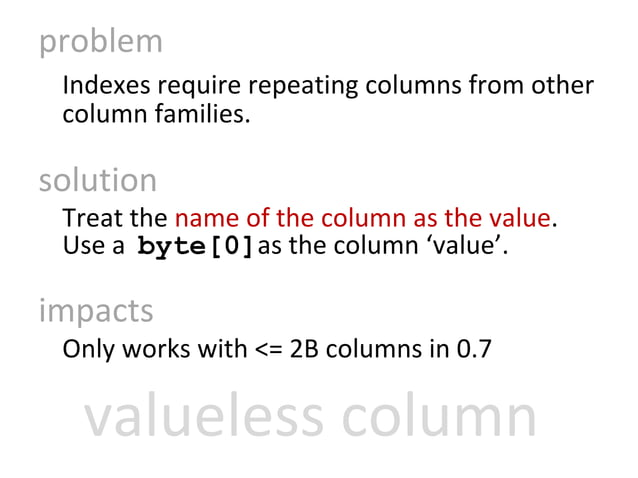 problem
Indexes require repeating columns from other
column families.
solution
Treat the name of the column as the value.
Use a byte[0]as the column ‘value’.
impacts
Only works with <= 2B columns in 0.7
valueless column